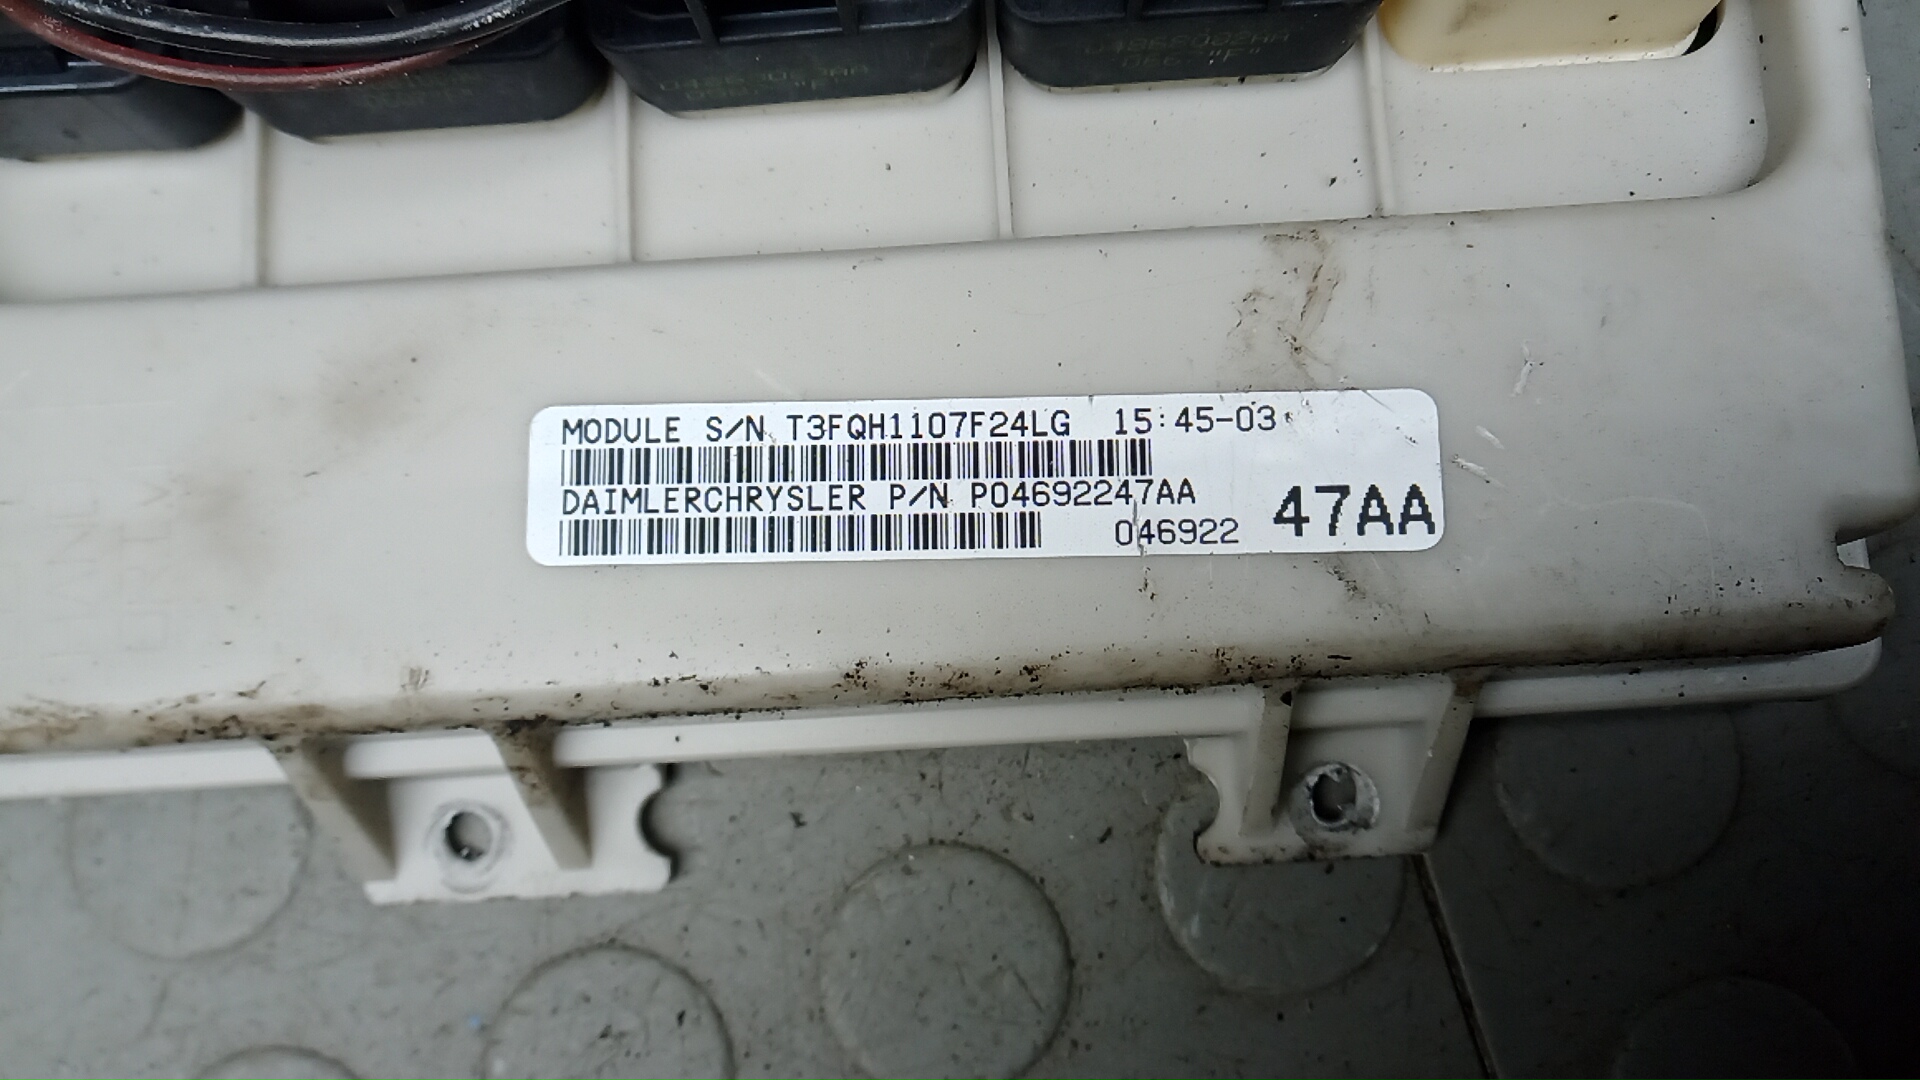 MODULE S/N T3FQH1107F24LG 15:45-03
DAIMLERCHRYSLER P/N P04692247AA
046922 47AA